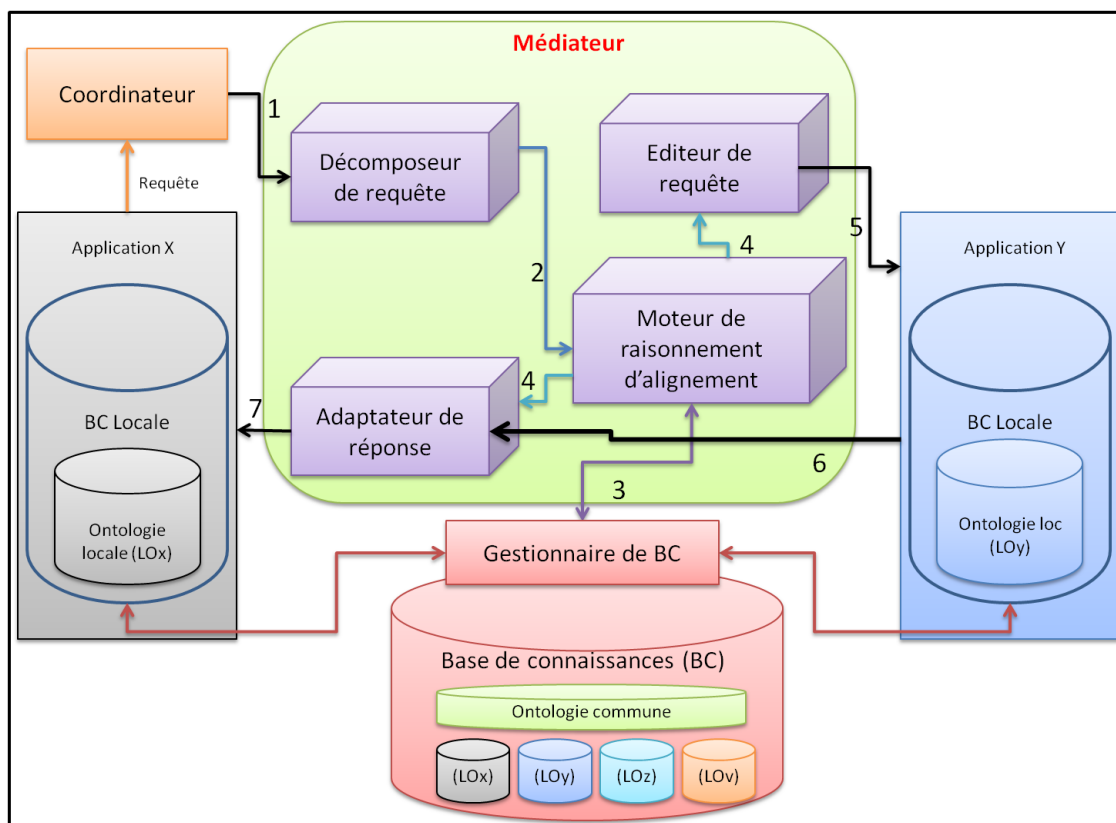 Médiateur
Coordinateur
1
Décomposeur
de requête
Editeur de
requête
Requête
Application X
2
4
5
Application Y
Moteur de
raisonnement
d’alignement
BC Locale
7
Adaptateur de
réponse
4
6
BC Locale
3
Ontologie
locale (LOx)
Ontologie loc
(LOy)
Gestionnaire de BC
Base de connaissances (BC)
Ontologie commune
(LOx)
(LOy)
(LOz)
(LOv)